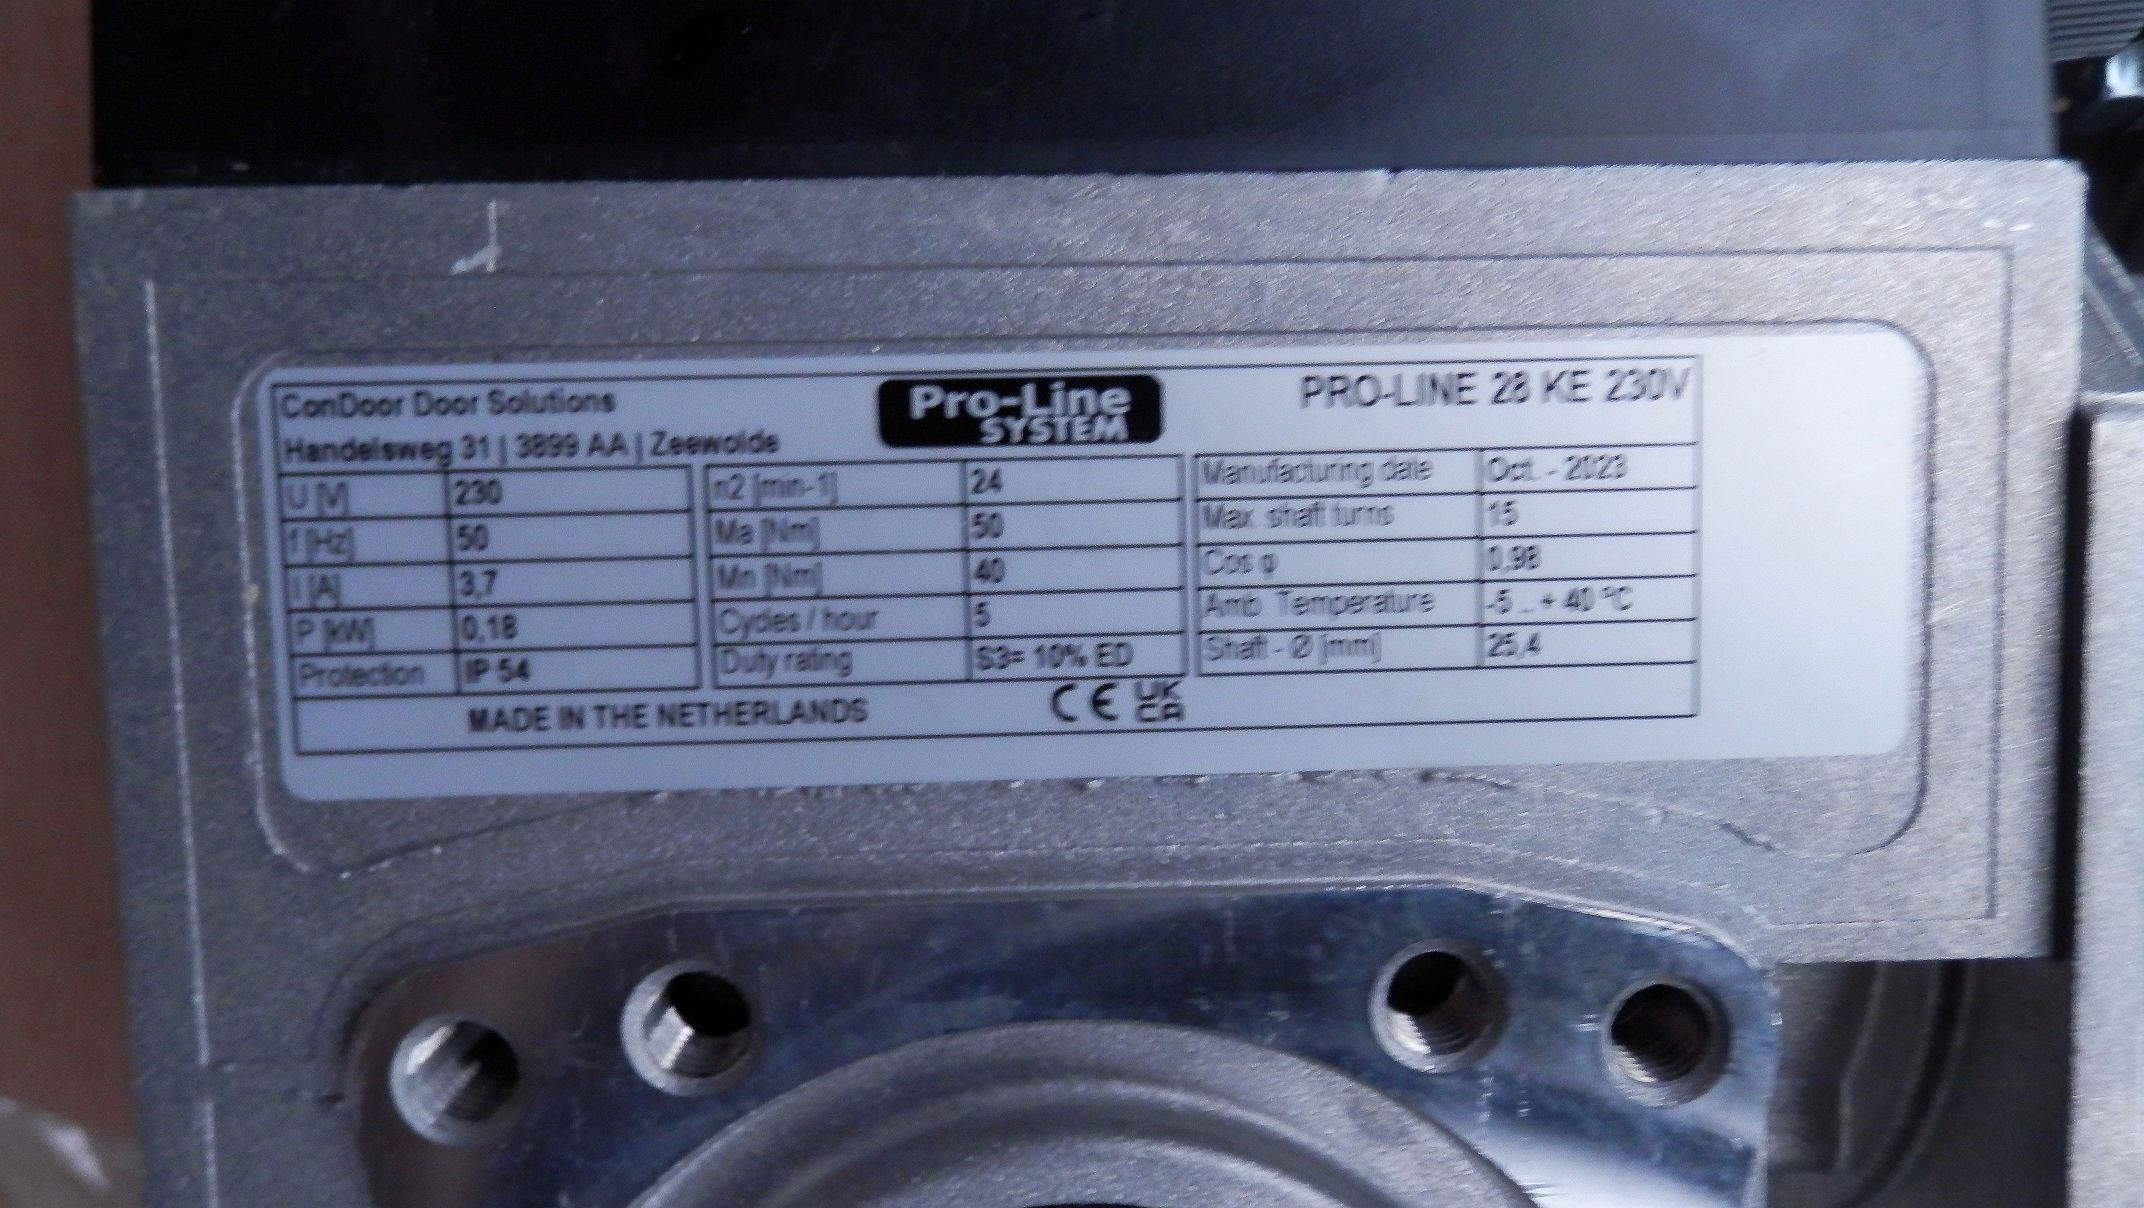 ConDoor Door Solutions
Handelsweg 31 | 3899 AA | Zeewolde
Pro-Line
SYSTEM
PRO-LINE 28 KE 230V
U [V] 230
f [Hz] 50
I [A] 3,7
P [kW] 0,18
Protection IP 54
n2 [min-1] 24
Ma [Nm] 50
Mn [Nm] 40
Cycles / hour 5
Duty rating S3= 10% ED
Manufacturing date Oct. - 2023
Max. shaft turns 15
Cos φ 0,98
Amb. Temperature -5 .. + 40 °C
Shaft - Ø [mm] 25,4
MADE IN THE NETHERLANDS
CE UK
CA